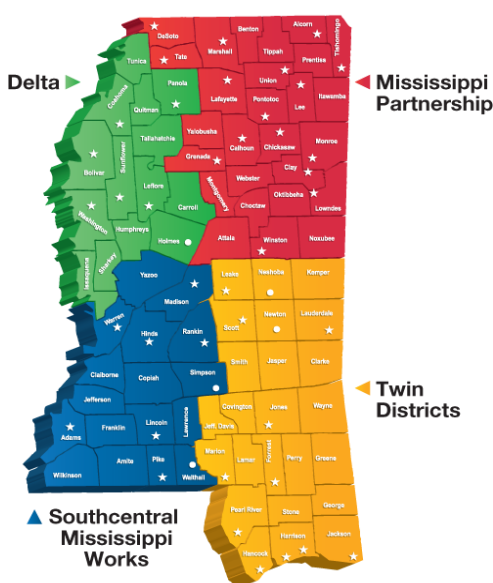 DeSoto
Benton
Alcorn
Marshall
Tippah
Tishomingo
Tunica
Tate
Prentiss
Delta
Coahoma
Panola
Union
Mississippi
Partnership
Lafayette
Pontotoc
Lee
Itawamba
Quitman
Yalobusha
Tallahatchie
Calhoun
Chickasaw
Monroe
Bolivar
Sunflower
Grenada
Clay
Webster
Leflore
Montgomery
Oktibbeha
Washington
Carroll
Choctaw
Lowndes
Humphreys
Holmes
Attala
Winston
Noxubee
Issaquena
Sharkey
Yazoo
Leake
Neshoba
Kemper
Madison
Warren
Hinds
Rankin
Scott
Newton
Lauderdale
Claiborne
Copiah
Simpson
Smith
Jasper
Clarke
Jefferson
Twin
Districts
Adams
Franklin
Lincoln
Lawrence
Covington
Jeff. Davis
Jones
Wayne
Wilkinson
Amite
Pike
Walthall
Marion
Lamar
Forrest
Perry
Greene
Southcentral
Mississippi
Works
Pearl River
Stone
George
Hancock
Harrison
Jackson